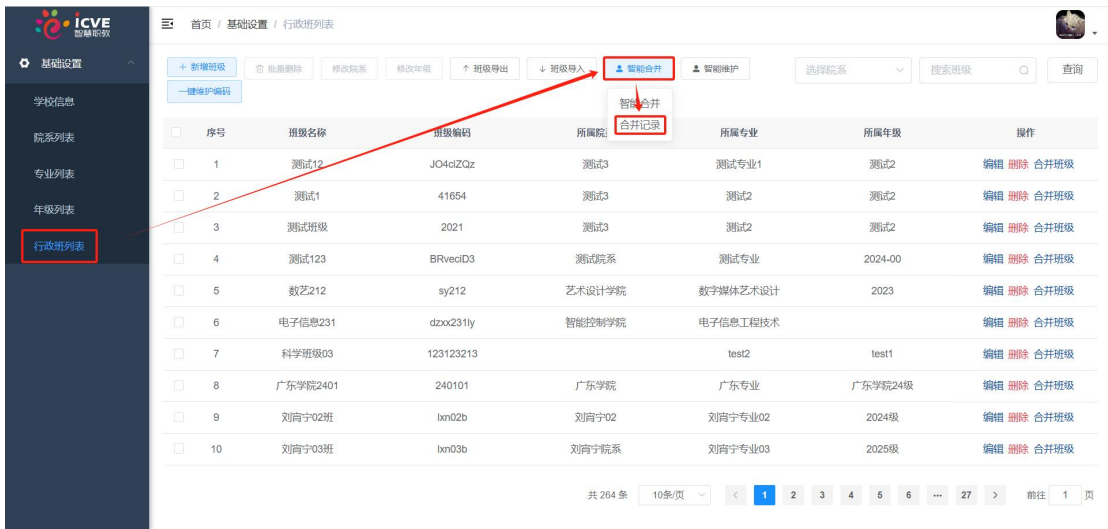 iCVE
智慧职教
首页 / 基础设置 / 行政班列表
基础设置
学校信息
院系列表
专业列表
年级列表
行政班列表
+ 新增班级 批量删除 修改院系 修改年级 ↑ 班级导出 ↓ 班级导入 智能合并 智能维护 选择院系 搜索班级 查询
一键维护编码
智能合并
合并记录
序号 班级名称 班级编码 所属院 所属专业 所属年级 操作
1 测试12 JO4clZQz 测试3 测试专业1 测试2 编辑 删除 合并班级
2 测试1 41654 测试3 测试2 测试2 编辑 删除 合并班级
3 测试班级 2021 测试3 测试2 测试2 编辑 删除 合并班级
4 测试123 BRveciD3 测试院系 测试专业 2024-00 编辑 删除 合并班级
5 数艺212 sy212 艺术设计学院 数字媒体艺术设计 2023 编辑 删除 合并班级
6 电子信息231 dzxx231ly 智能控制学院 电子信息工程技术 编辑 删除 合并班级
7 科学班级03 123123213 test2 test1 编辑 删除 合并班级
8 广东学院2401 240101 广东学院 广东专业 广东学院24级 编辑 删除 合并班级
9 刘宵宁02班 lxn02b 刘宵宁02 刘宵宁专业02 2024级 编辑 删除 合并班级
10 刘宵宁03班 lxn03b 刘宵宁院系 刘宵宁专业03 2025级 编辑 删除 合并班级
共 264 条 10条/页 < 1 2 3 4 5 6 ··· 27 > 前往 1 页